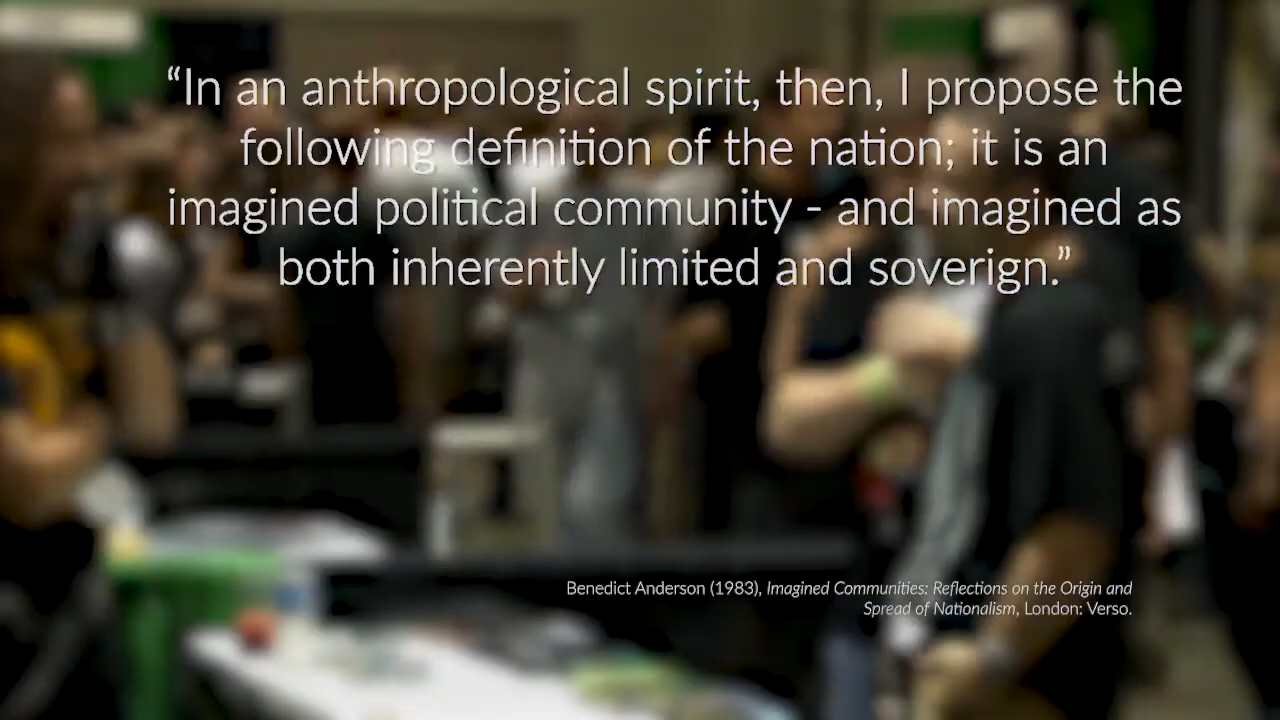 “In an anthropological spirit, then, I propose the
following definition of the nation; it is an
imagined political community - and imagined as
both inherently limited and soverign.”
Benedict Anderson (1983), Imagined Communities: Reflections on the Origin and
Spread of Nationalism, London: Verso.